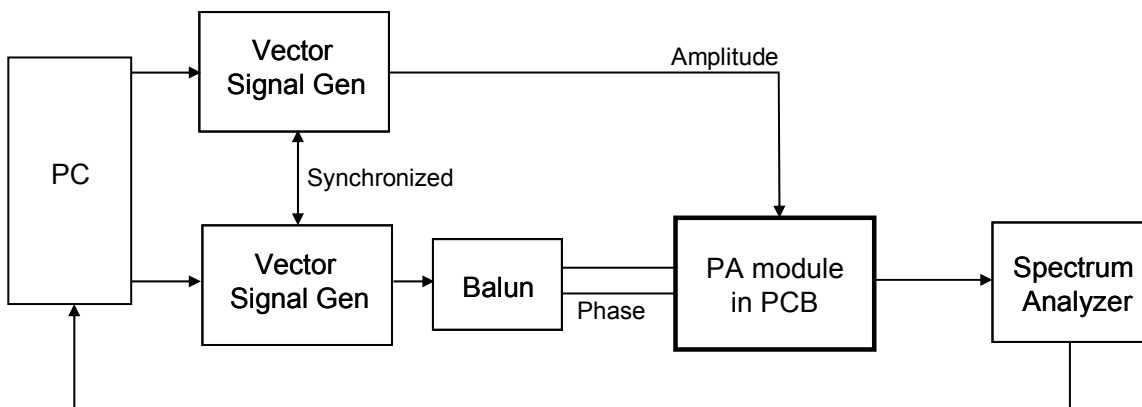 Vector
Signal Gen
Amplitude
PC
Synchronized
Vector
Signal Gen
Balun
Phase
PA module
in PCB
Spectrum
Analyzer